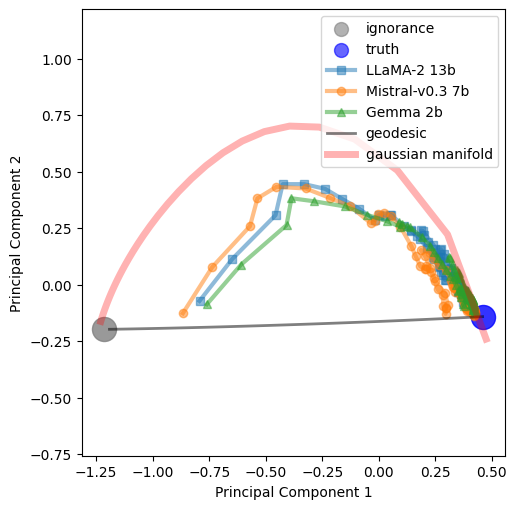 ignorance
truth
LLaMA-2 13b
Mistral-v0.3 7b
Gemma 2b
geodesic
gaussian manifold
Principal Component 2
1.00
0.75
0.50
0.25
0.00
−0.25
−0.50
−0.75
−1.25
−1.00
−0.75
−0.50
−0.25
0.00
0.25
0.50
Principal Component 1